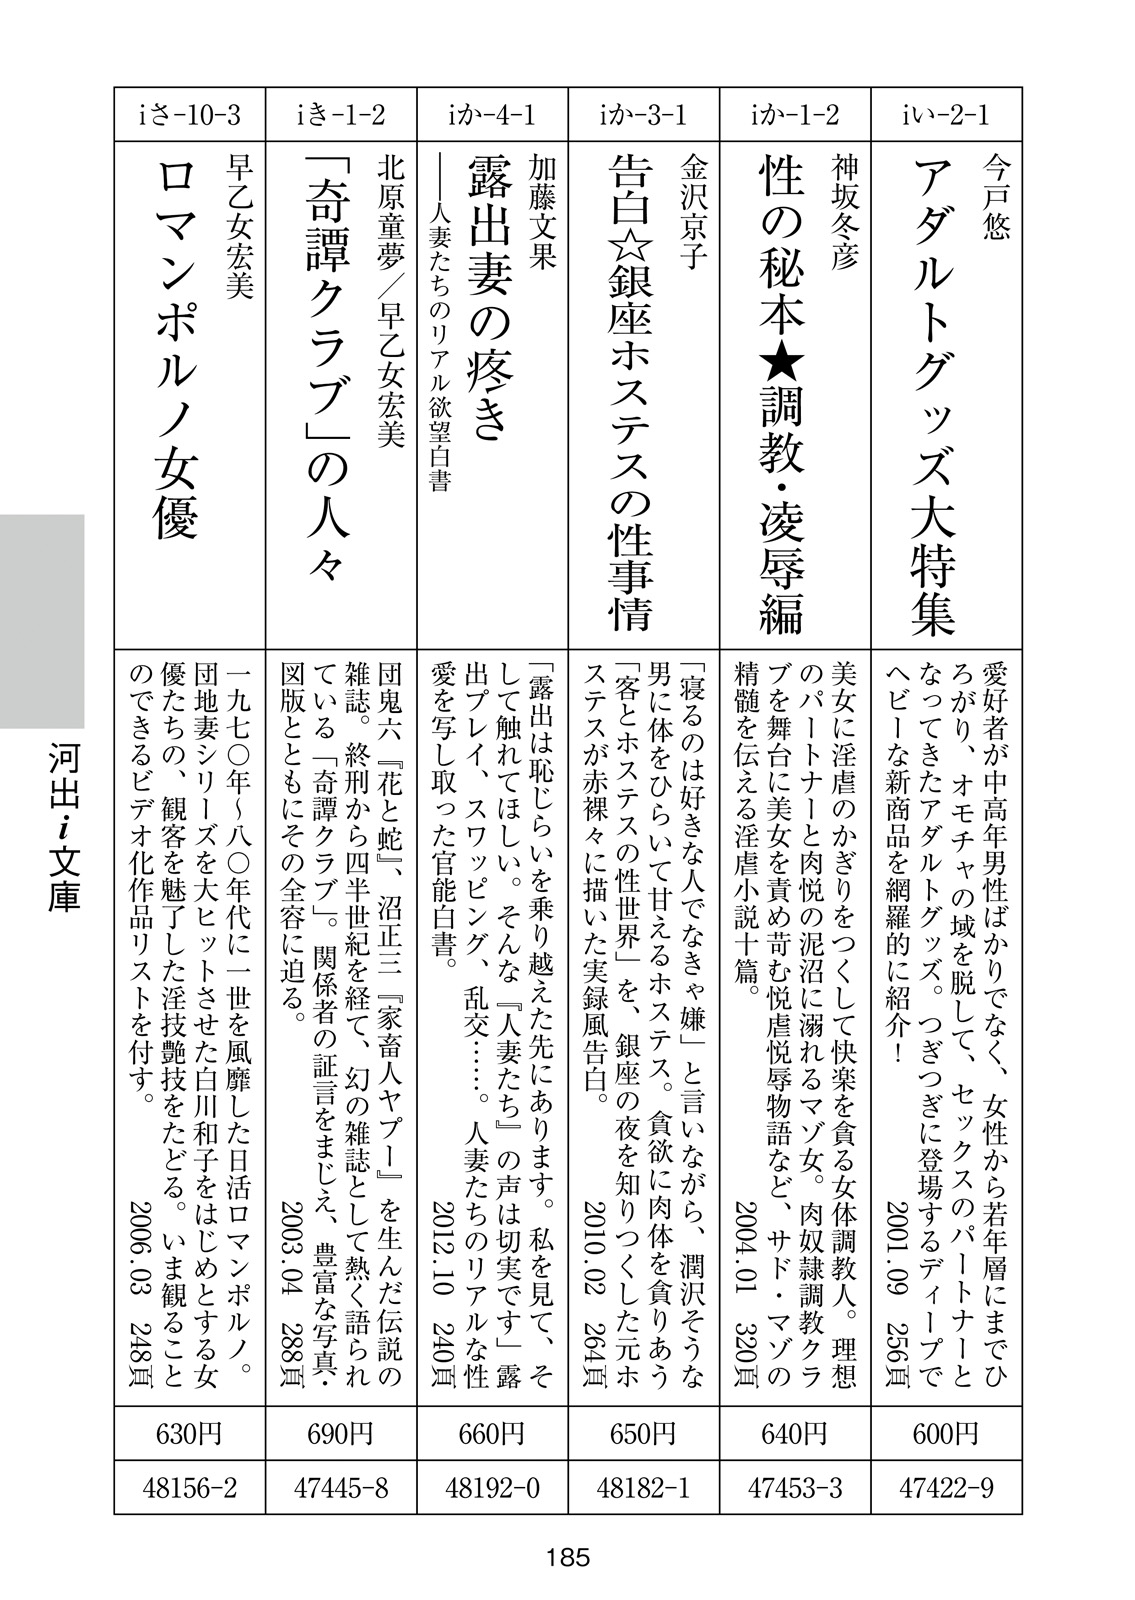 iい-2-1
今戸悠
アダルトグッズ大特集
愛好者が中高年男性ばかりでなく、女性から若年層にまでひ
ろがり、オモチャの域を脱して、セックスのパートナーと
なってきたアダルトグッズ。つぎつぎに登場するディープで
ヘビーな新商品を網羅的に紹介！
2001.09　256頁
600円
47422-9
iか-1-2
神坂冬彦
性の秘本★調教・凌辱編
美女に淫虐のかぎりをつくして快楽を貪る女体調教人。理想
のパートナーと肉悦の泥沼に溺れるマゾ女。肉奴隷調教クラ
ブを舞台に美女を責め苛む悦虐悦辱物語など、サド・マゾの
精髄を伝える淫虐小説十篇。
2004.01　320頁
640円
47453-3
iか-3-1
金沢京子
告白☆銀座ホステスの性事情
「寝るのは好きな人でなきゃ嫌」と言いながら、潤沢そうな
男に体をひらいて甘えるホステス。貪欲に肉体を貪りあう
「客とホステスの性世界」を、銀座の夜を知りつくした元ホ
ステスが赤裸々に描いた実録風告白。
2010.02　264頁
650円
48182-1
iか-4-1
加藤文果
露出妻の疼き
──人妻たちのリアル欲望白書
「露出は恥じらいを乗り越えた先にあります。私を見て、そ
して触れてほしい。そんな『人妻たち』の声は切実です」露
出プレイ、スワッピング、乱交……。人妻たちのリアルな性
愛を写し取った官能白書。
2012.10　240頁
660円
48192-0
iき-1-2
北原童夢／早乙女宏美
「奇譚クラブ」の人々
団鬼六『花と蛇』、沼正三『家畜人ヤプー』を生んだ伝説の
雑誌。終刑から四半世紀を経て、幻の雑誌として熱く語られ
ている「奇譚クラブ」。関係者の証言をまじえ、豊富な写真・
図版とともにその全容に迫る。
2003.04　288頁
690円
47445-8
iさ-10-3
早乙女宏美
ロマンポルノ女優
一九七〇年～八〇年代に一世を風靡した日活ロマンポルノ。
団地妻シリーズを大ヒットさせた白川和子をはじめとする女
優たちの、観客を魅了した淫技艶技をたどる。いま観ること
のできるビデオ化作品リストを付す。
2006.03　248頁
630円
48156-2
河出i文庫
185